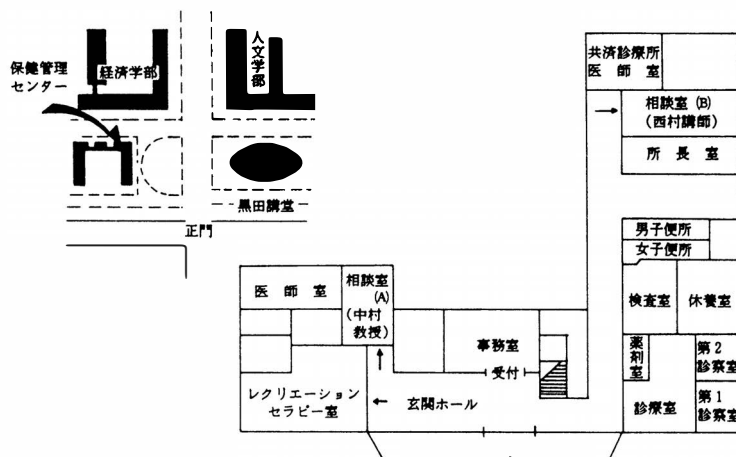 保健管理
センター
経済学部
人文学部
黒田講堂
正門
共済診療所
医師室
相談室(B)
(西村講師)
所長室
男子便所
女子便所
検査室
休養室
薬剤室
第2
診察室
診療室
第1
診察室
医師室
相談室
(A)
(中村
教授)
事務室
受付
レクリエーション
セラピー室
玄関ホール